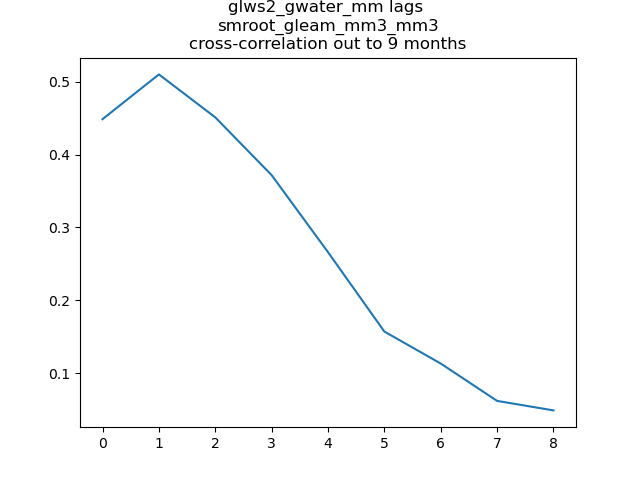 glws2_gwater_mm lags
smroot_gleam_mm3_mm3
cross-correlation out to 9 months
0.5
0.4
0.3
0.2
0.1
0 1 2 3 4 5 6 7 8